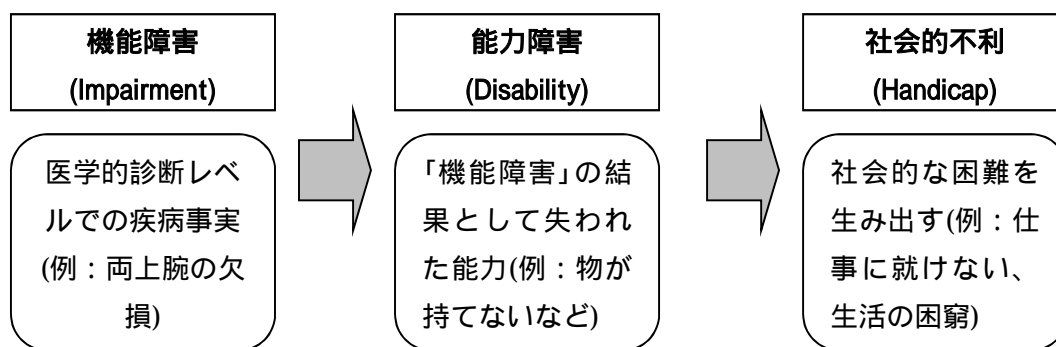 機能障害
(Impairment)
医学的診断レベ
ルでの疾病事実
(例：両上腕の欠
損)
能力障害
(Disability)
「機能障害」の結
果として失われ
た能力(例：物が
持てないなど)
社会的不利
(Handicap)
社会的な困難を
生み出す(例：仕
事に就けない、
生活の困窮)